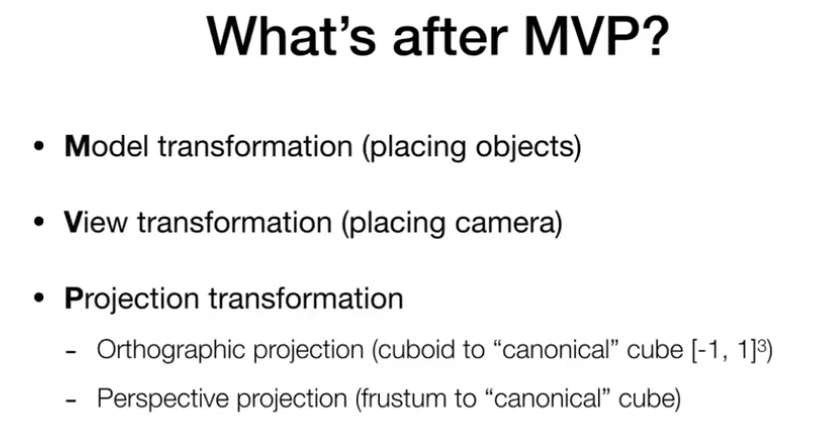 What's after MVP?
• Model transformation (placing objects)
• View transformation (placing camera)
• Projection transformation
- Orthographic projection (cuboid to “canonical” cube [-1, 1]³)
- Perspective projection (frustum to “canonical” cube)